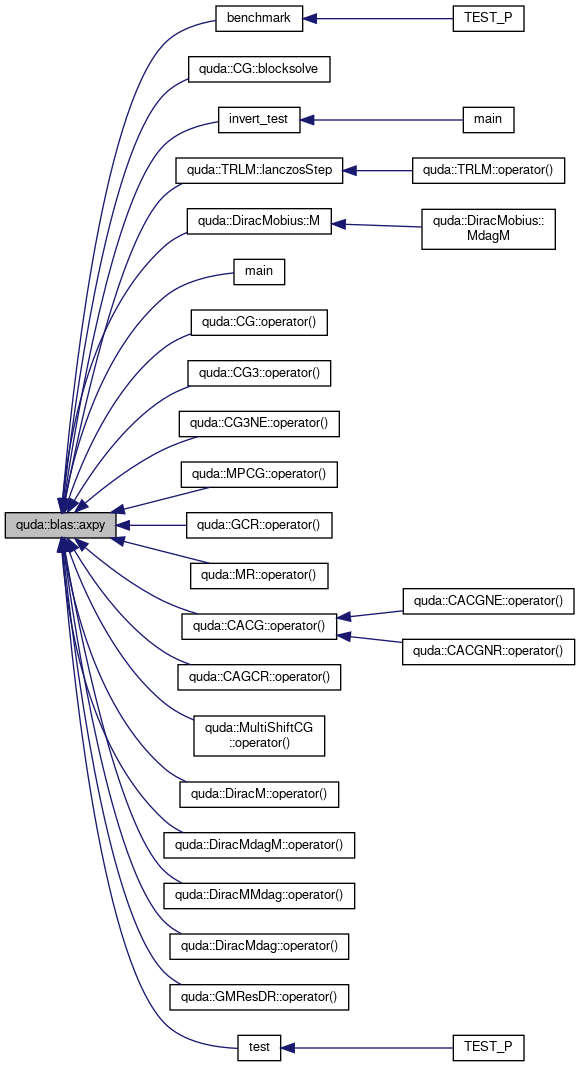 benchmark
TEST_P
quda::CG::blocksolve
invert_test
main
quda::TRLM::lanczosStep
quda::TRLM::operator()
quda::DiracMobius::M
quda::DiracMobius::
MdagM
main
quda::CG::operator()
quda::CG3::operator()
quda::CG3NE::operator()
quda::MPCG::operator()
quda::blas::axpy
quda::GCR::operator()
quda::MR::operator()
quda::CACG::operator()
quda::CACGNE::operator()
quda::CACGNR::operator()
quda::CAGCR::operator()
quda::MultiShiftCG
::operator()
quda::DiracM::operator()
quda::DiracMdagM::operator()
quda::DiracMMdag::operator()
quda::DiracMdag::operator()
quda::GMResDR::operator()
test
TEST_P